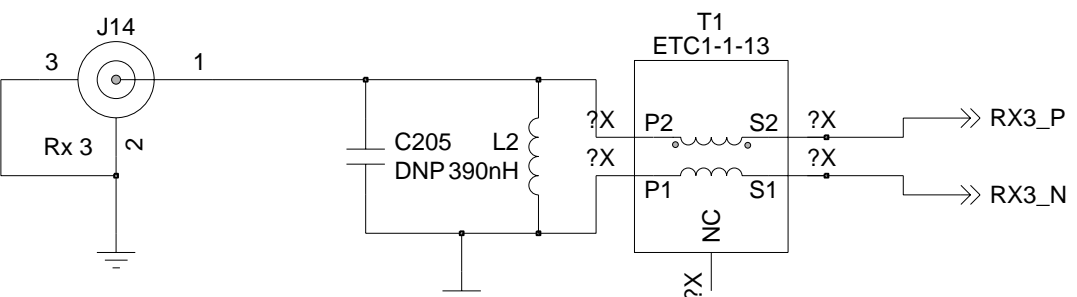 J14
T1
ETC1-1-13
3
1
?X
P2
S2
?X
RX3_P
Rx 3
2
C205
DNP
L2
390nH
?X
P1
S1
?X
RX3_N
NC
?X